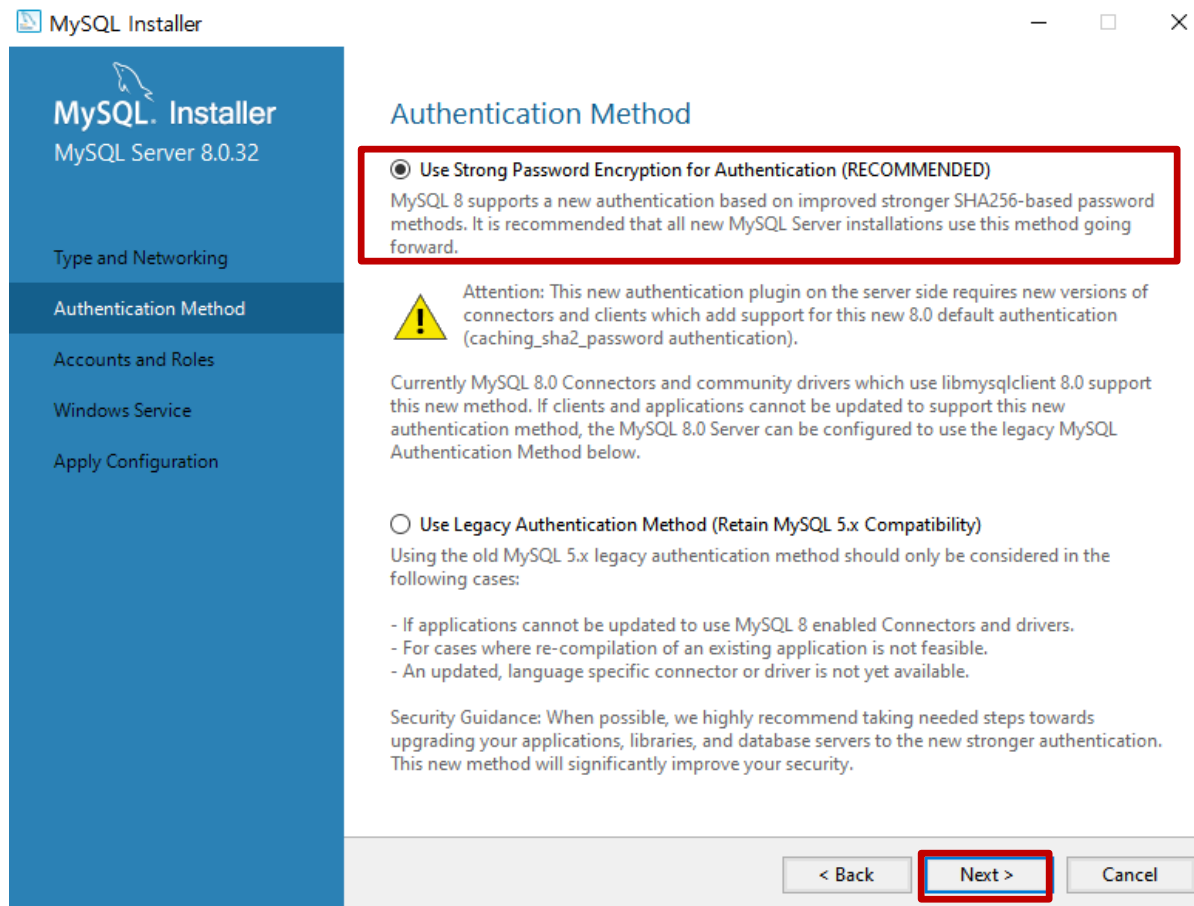 MySQL Installer
MySQL. Installer
MySQL Server 8.0.32
Type and Networking
Authentication Method
Accounts and Roles
Windows Service
Apply Configuration
Authentication Method
Use Strong Password Encryption for Authentication (RECOMMENDED)
MySQL 8 supports a new authentication based on improved stronger SHA256-based password
methods. It is recommended that all new MySQL Server installations use this method going
forward.
Attention: This new authentication plugin on the server side requires new versions of
connectors and clients which add support for this new 8.0 default authentication
(caching_sha2_password authentication).
Currently MySQL 8.0 Connectors and community drivers which use libmysqlclient 8.0 support
this new method. If clients and applications cannot be updated to support this new
authentication method, the MySQL 8.0 Server can be configured to use the legacy MySQL
Authentication Method below.
Use Legacy Authentication Method (Retain MySQL 5.x Compatibility)
Using the old MySQL 5.x legacy authentication method should only be considered in the
following cases:
- If applications cannot be updated to use MySQL 8 enabled Connectors and drivers.
- For cases where re-compilation of an existing application is not feasible.
- An updated, language specific connector or driver is not yet available.
Security Guidance: When possible, we highly recommend taking needed steps towards
upgrading your applications, libraries, and database servers to the new stronger authentication.
This new method will significantly improve your security.
< Back
Next >
Cancel